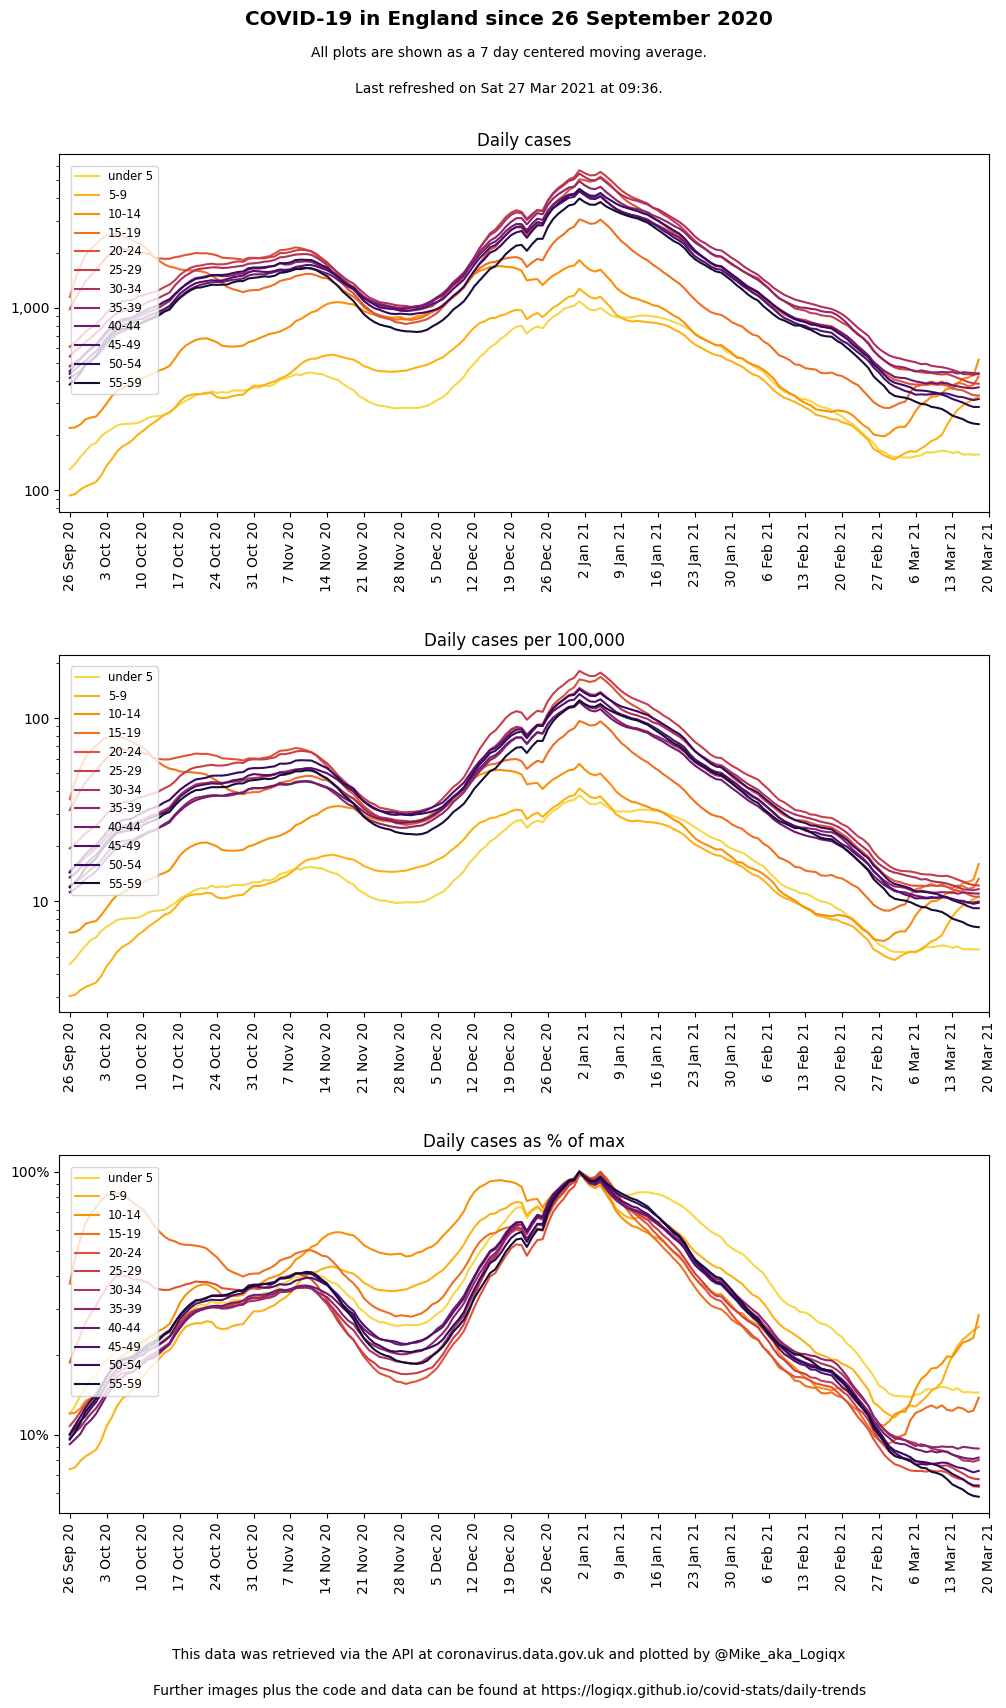 COVID-19 in England since 26 September 2020
All plots are shown as a 7 day centered moving average.
Last refreshed on Sat 27 Mar 2021 at 09:36.
Daily cases
under 5
5-9
10-14
15-19
20-24
25-29
30-34
35-39
40-44
45-49
50-54
55-59
1,000
100
26 Sep 20
3 Oct 20
10 Oct 20
17 Oct 20
24 Oct 20
31 Oct 20
7 Nov 20
14 Nov 20
21 Nov 20
28 Nov 20
5 Dec 20
12 Dec 20
19 Dec 20
26 Dec 20
2 Jan 21
9 Jan 21
16 Jan 21
23 Jan 21
30 Jan 21
6 Feb 21
13 Feb 21
20 Feb 21
27 Feb 21
6 Mar 21
13 Mar 21
20 Mar 21
Daily cases per 100,000
under 5
5-9
10-14
15-19
20-24
25-29
30-34
35-39
40-44
45-49
50-54
55-59
100
10
26 Sep 20
3 Oct 20
10 Oct 20
17 Oct 20
24 Oct 20
31 Oct 20
7 Nov 20
14 Nov 20
21 Nov 20
28 Nov 20
5 Dec 20
12 Dec 20
19 Dec 20
26 Dec 20
2 Jan 21
9 Jan 21
16 Jan 21
23 Jan 21
30 Jan 21
6 Feb 21
13 Feb 21
20 Feb 21
27 Feb 21
6 Mar 21
13 Mar 21
20 Mar 21
Daily cases as % of max
under 5
5-9
10-14
15-19
20-24
25-29
30-34
35-39
40-44
45-49
50-54
55-59
100%
10%
26 Sep 20
3 Oct 20
10 Oct 20
17 Oct 20
24 Oct 20
31 Oct 20
7 Nov 20
14 Nov 20
21 Nov 20
28 Nov 20
5 Dec 20
12 Dec 20
19 Dec 20
26 Dec 20
2 Jan 21
9 Jan 21
16 Jan 21
23 Jan 21
30 Jan 21
6 Feb 21
13 Feb 21
20 Feb 21
27 Feb 21
6 Mar 21
13 Mar 21
20 Mar 21
This data was retrieved via the API at coronavirus.data.gov.uk and plotted by @Mike_aka_Logiqx
Further images plus the code and data can be found at https://logiqx.github.io/covid-stats/daily-trends